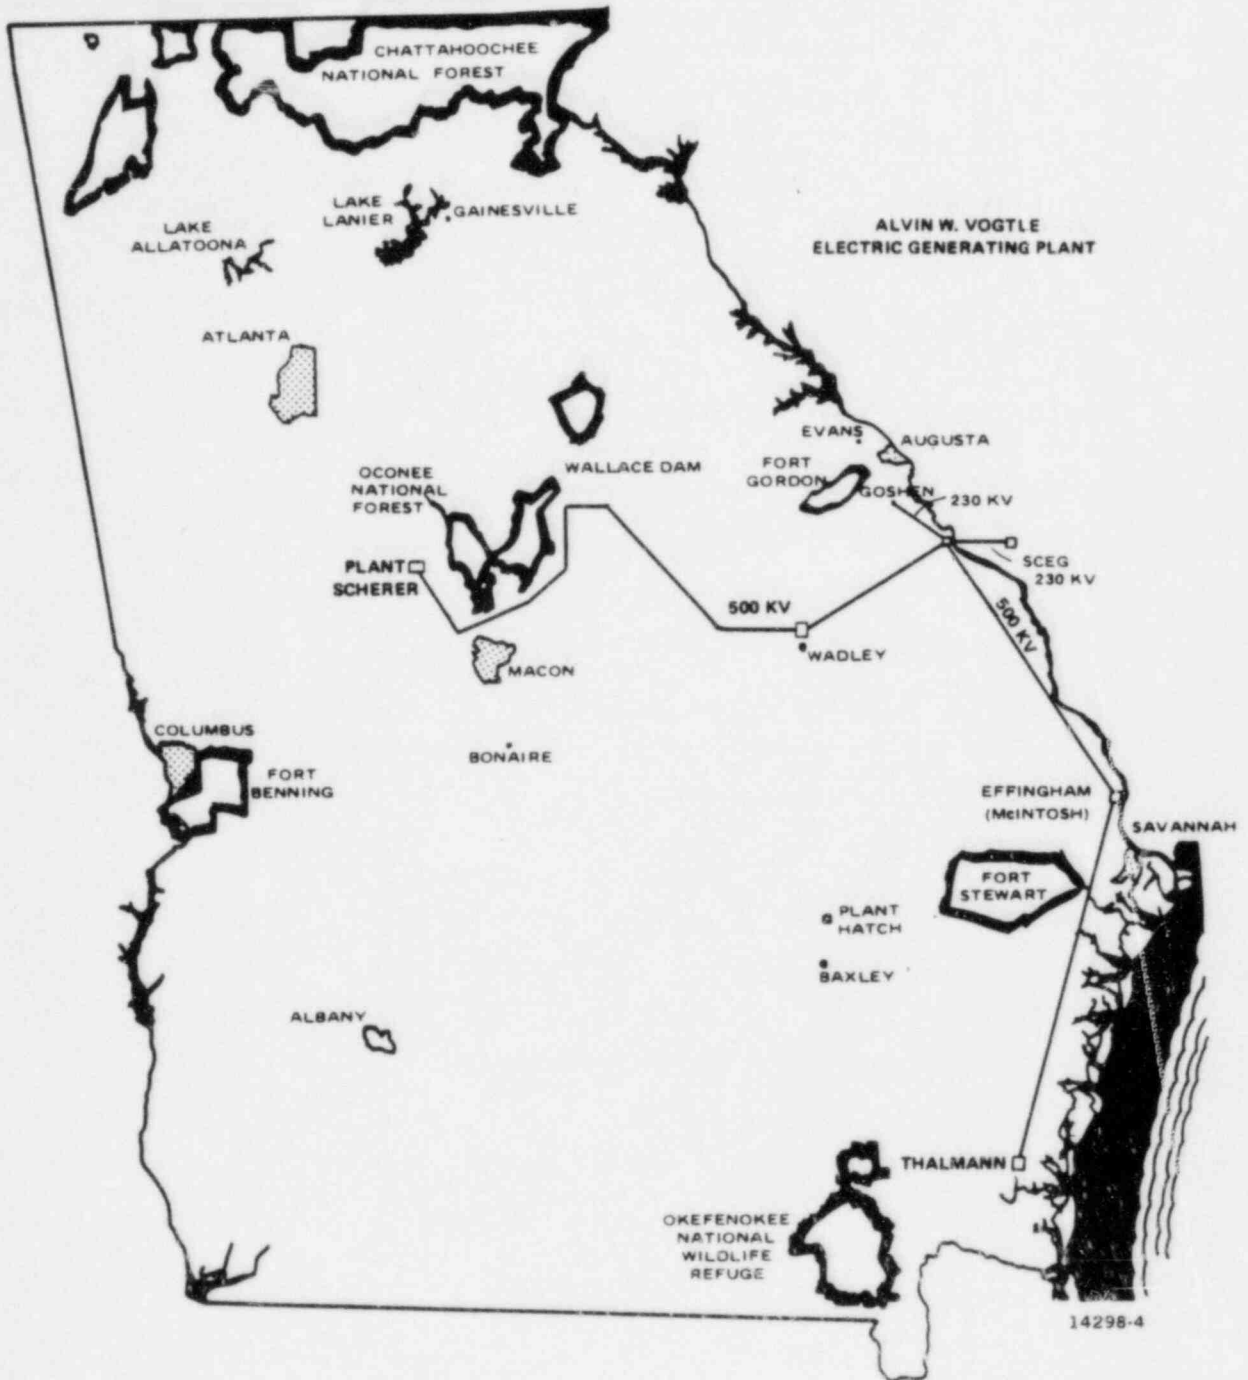 CHATTAHOOCHEE
NATIONAL FOREST
LAKE
LANIER
GAINESVILLE
LAKE
ALLATOONA
ALVIN W. VOGTLE
ELECTRIC GENERATING PLANT
ATLANTA
EVANS
AUGUSTA
WALLACE DAM
FORT
GORDON
OCONEE
NATIONAL
FOREST
GOSHEN
230 KV
SCEG
230 KV
PLANT
SCHERER
500 KV
500 KV
WADLEY
MACON
COLUMBUS
BONAIRE
FORT
BENNING
EFFINGHAM
(McINTOSH)
SAVANNAH
FORT
STEWART
PLANT
HATCH
BAXLEY
ALBANY
THALMANN
OKEFENOKEE
NATIONAL
WILDLIFE
REFUGE
14298-4